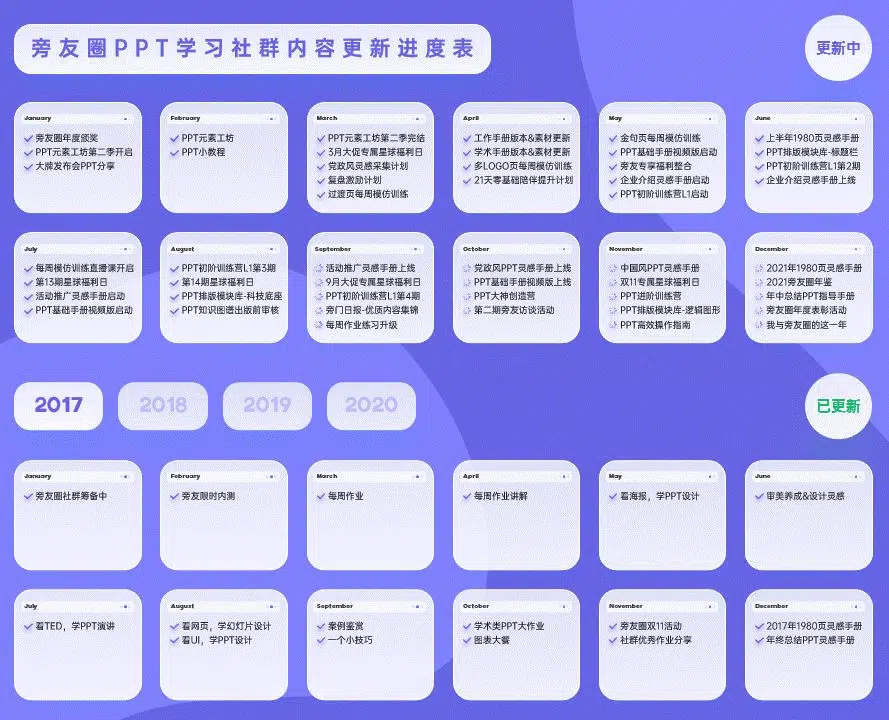 旁友圈PPT学习社群内容更新进度表
更新中
January
旁友圈年度颁奖
PPT元素工坊第二季开启
大牌发布会PPT分享
February
PPT元素工坊
PPT小教程
March
PPT元素工坊第二季完结
3月大促专属星球福利日
党政风灵感采集计划
复盘激励计划
过渡页每周模仿训练
April
工作手册版本&素材更新
学术手册版本&素材更新
多LOGO页每周模仿训练
21天零基础陪伴提升计划
May
金句页每周模仿训练
PPT基础手册视频版启动
旁友专享福利整合
企业介绍灵感手册启动
PPT初阶训练营L1启动
June
上半年1980页灵感手册
PPT排版模块库-标题栏
PPT初阶训练营L1第2期
企业介绍灵感手册上线
July
每周模仿训练直播课开启
第13期星球福利日
活动推广灵感手册启动
PPT基础手册视频版启动
August
PPT初阶训练营L1第3期
第14期星球福利日
PPT排版模块库-科技底座
PPT知识图谱出版前审核
September
活动推广灵感手册上线
9月大促专属星球福利日
PPT初阶训练营L1第4期
旁门日报-优质内容集锦
每周作业练习升级
October
党政风PPT灵感手册上线
PPT基础手册视频版上线
PPT大神创造营
第二期旁友访谈活动
November
中国风PPT灵感手册
双11专属星球福利日
PPT进阶训练营
PPT排版模块库-逻辑图形
PPT高效操作指南
December
2021年1980页灵感手册
2021旁友圈年鉴
年中总结PPT指导手册
旁友圈年度表彰活动
我与旁友圈的这一年
2017
2018
2019
2020
已更新
January
旁友圈社群筹备中
February
旁友限时内测
March
每周作业
April
每周作业讲解
May
看海报，学PPT设计
June
审美养成&设计灵感
July
看TED，学PPT演讲
August
看网页，学幻灯片设计
看UI，学PPT设计
September
案例鉴赏
一个小技巧
October
学术类PPT大作业
图表大餐
November
旁友圈双11活动
社群优秀作业分享
December
2017年1980页灵感手册
年终总结PPT灵感手册